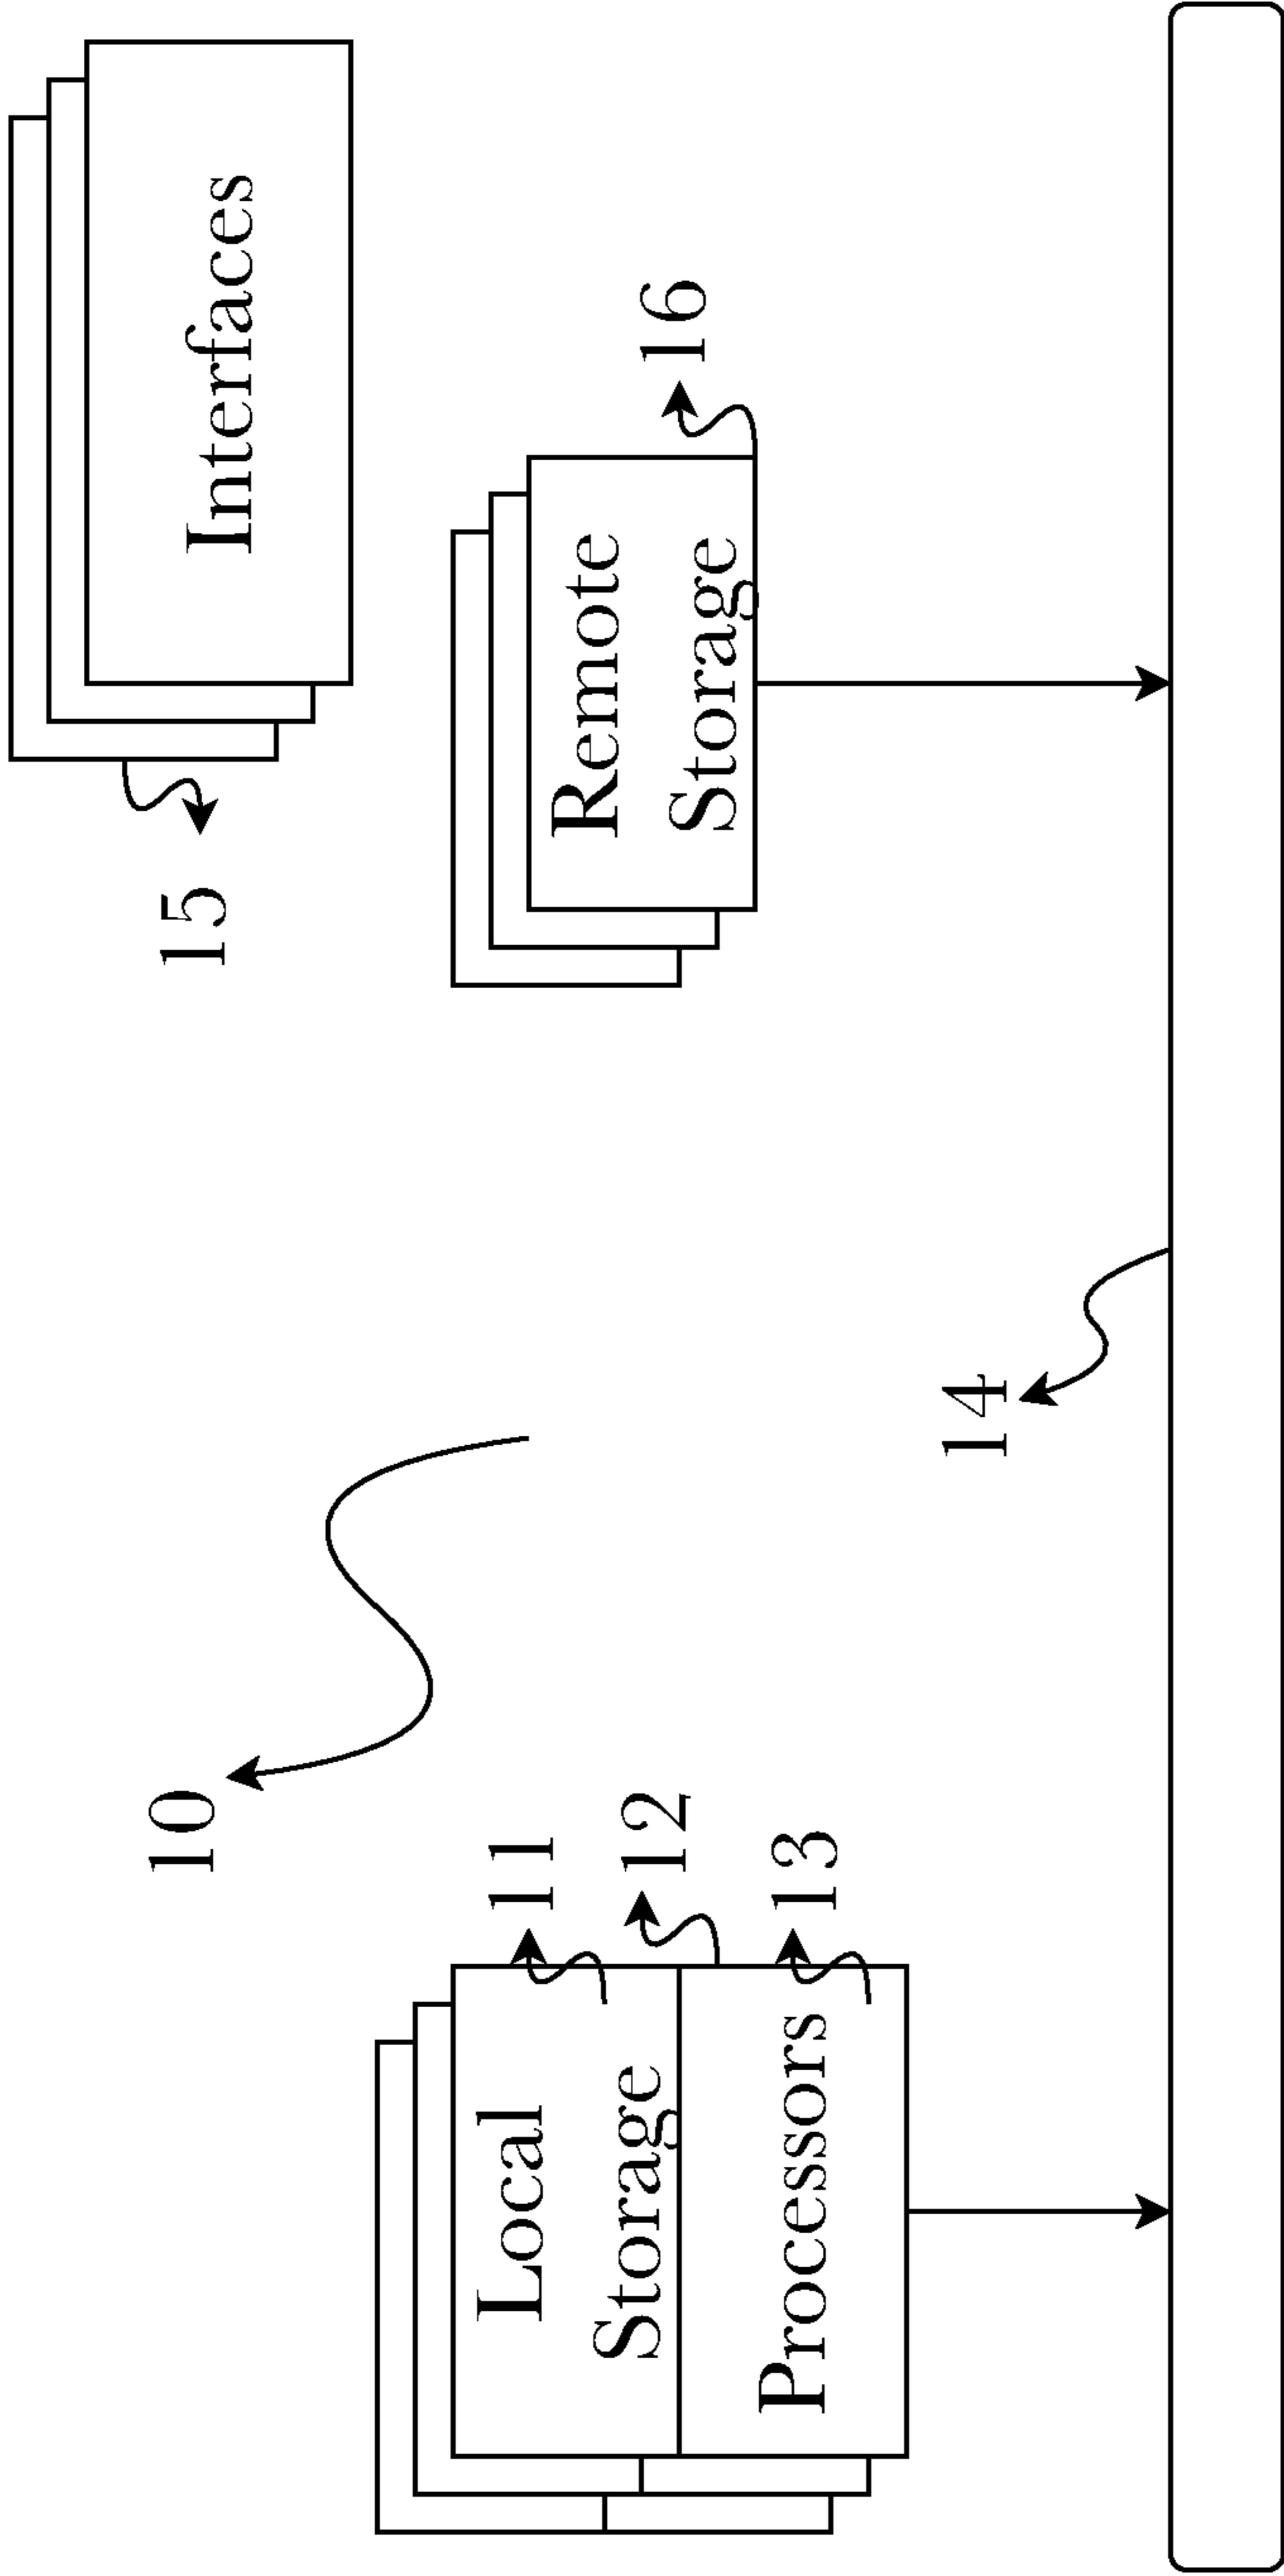 10
15
Interfaces
Local
Storage
11
12
Processors
13
Remote
Storage
16
14